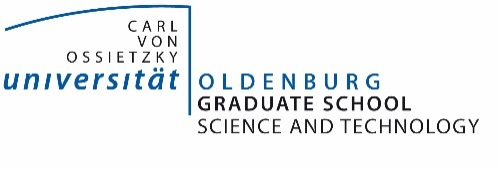 CARL
VON
OSSIETZKY
universität OLDENBURG
GRADUATE SCHOOL
SCIENCE AND TECHNOLOGY